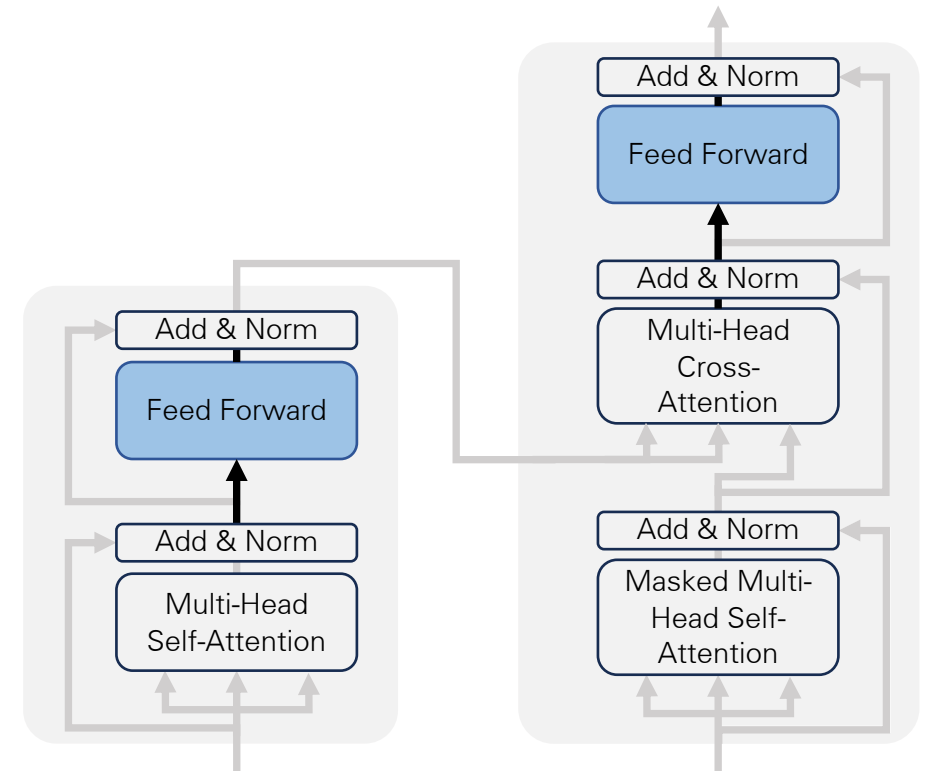 Add & Norm
Feed Forward
Add & Norm
Multi-Head
Self-Attention
Add & Norm
Feed Forward
Add & Norm
Multi-Head
Cross-
Attention
Add & Norm
Masked Multi-
Head Self-
Attention